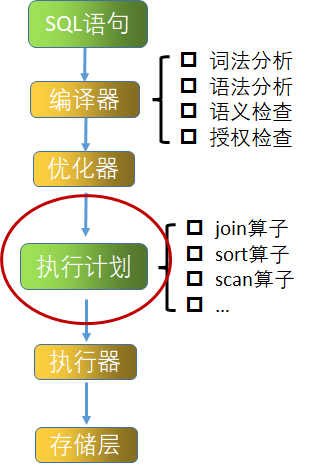 SQL语句
编译器
词法分析
语法分析
语义检查
授权检查
优化器
执行计划
join算子
sort算子
scan算子
...
执行器
存储层